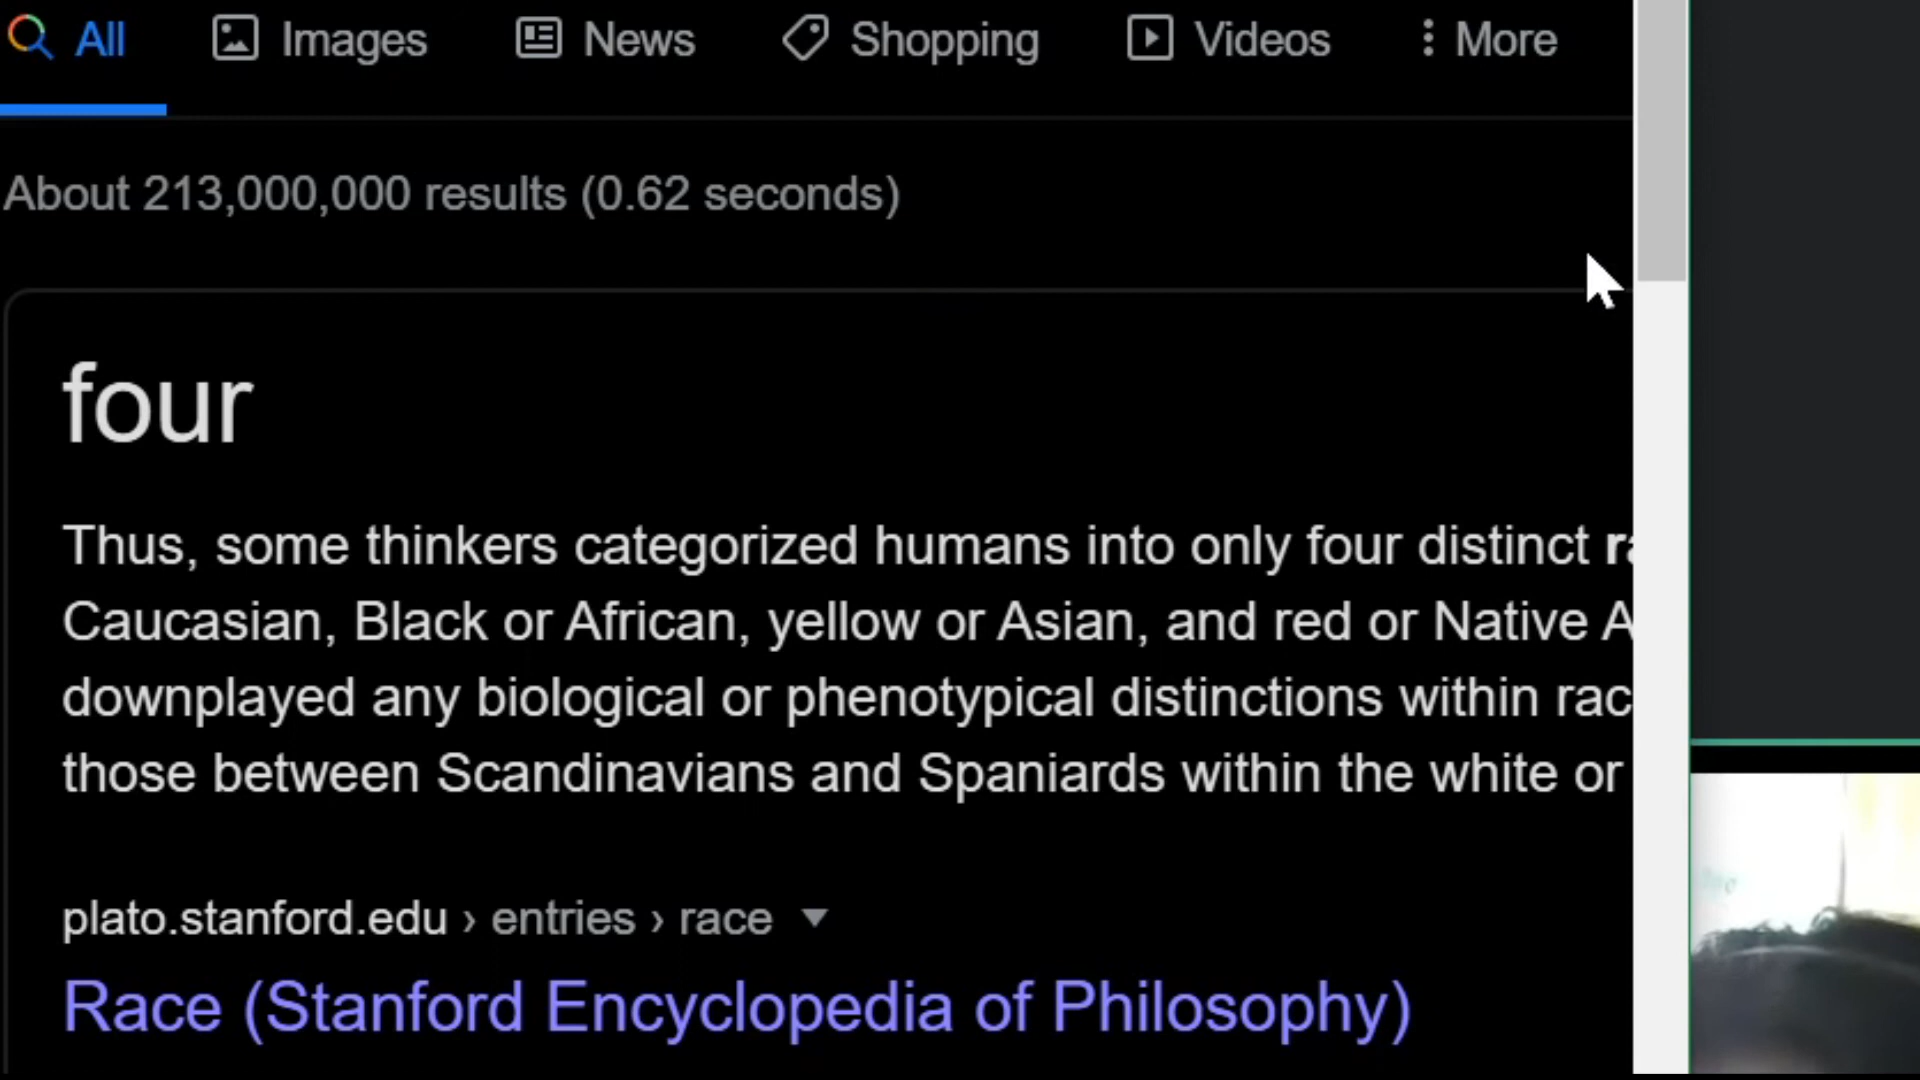 All Images News Shopping Videos More
About 213,000,000 results (0.62 seconds)
four
Thus, some thinkers categorized humans into only four distinct
Caucasian, Black or African, yellow or Asian, and red or Native
downplayed any biological or phenotypical distinctions within
those between Scandinavians and Spaniards within the white or
plato.stanford.edu › entries › race
Race (Stanford Encyclopedia of Philosophy)